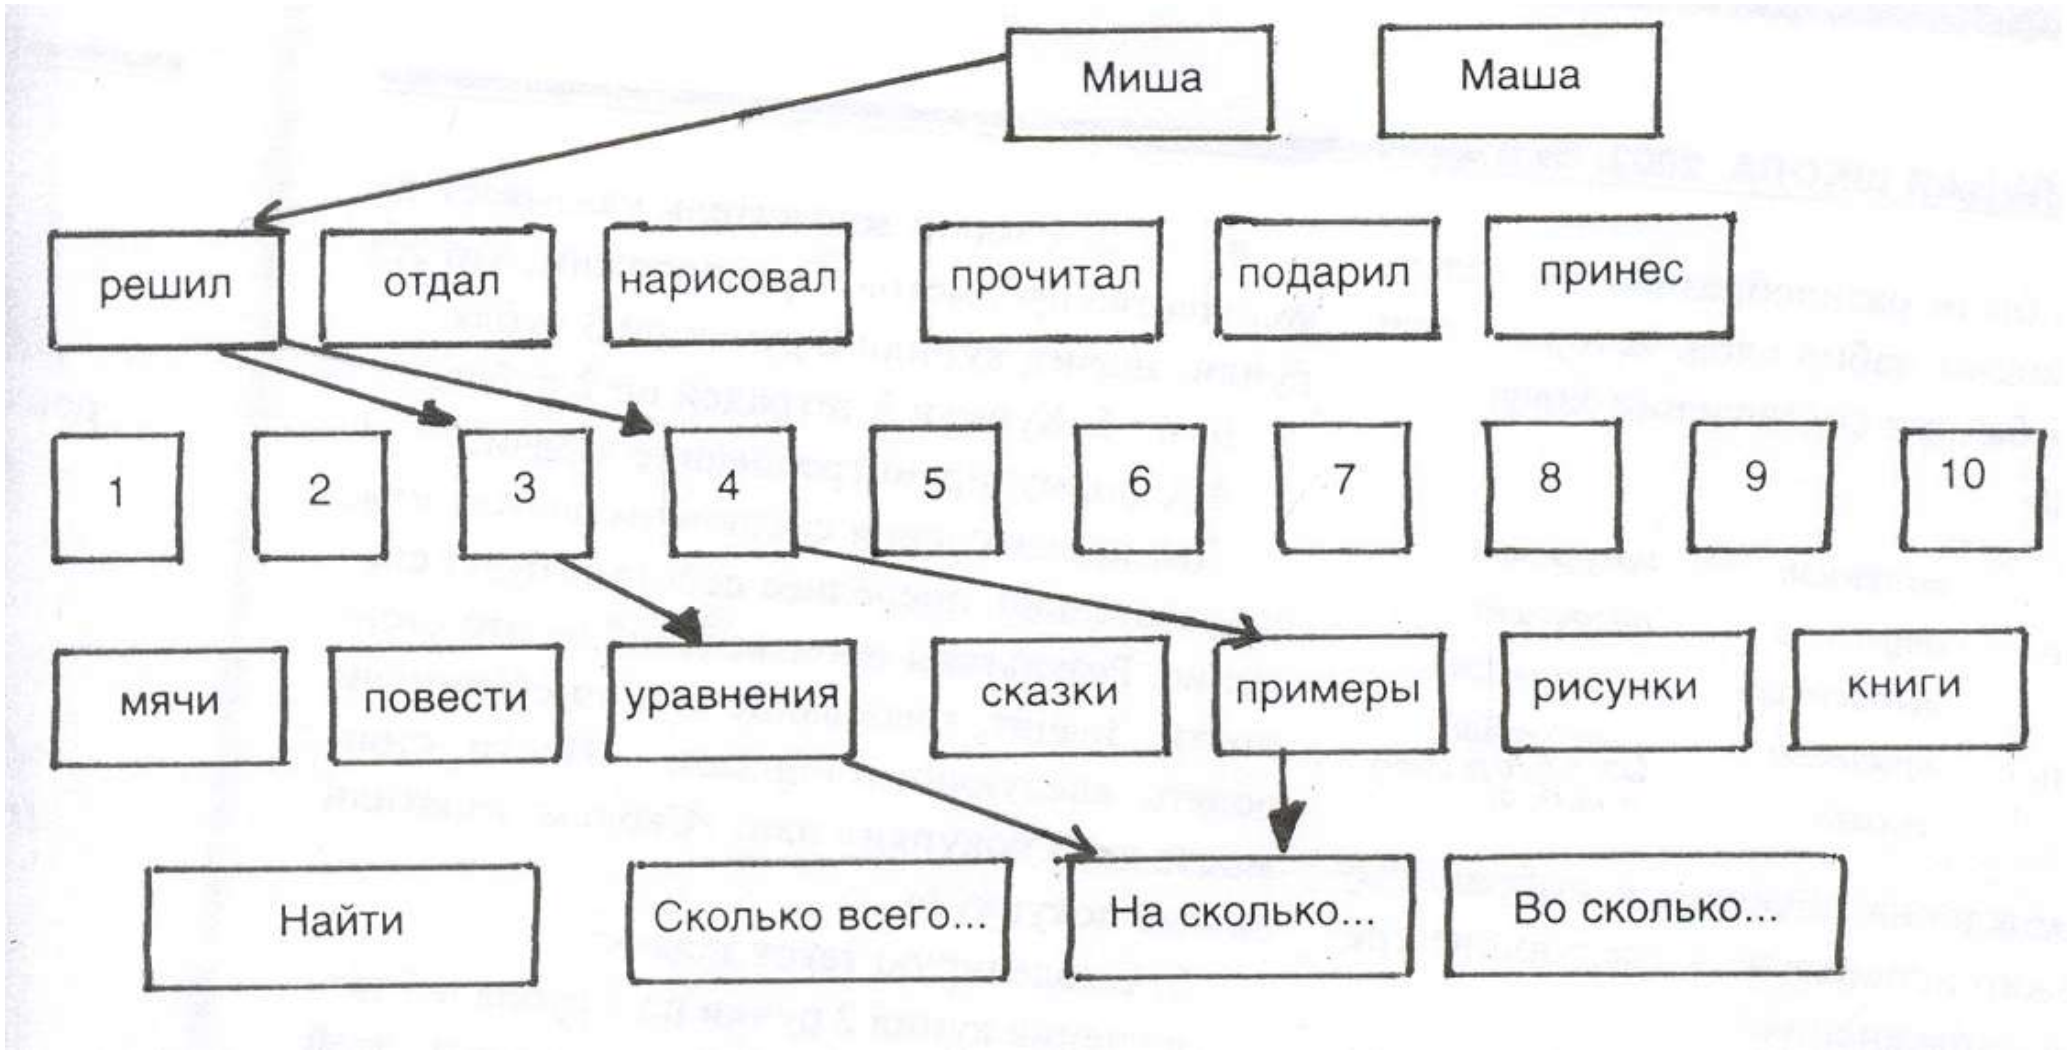 Миша Маша
решил отдал нарисовал прочитал подарил принес
1 2 3 4 5 6 7 8 9 10
мячи повести уравнения сказки примеры рисунки книги
Найти Сколько всего... На сколько... Во сколько...